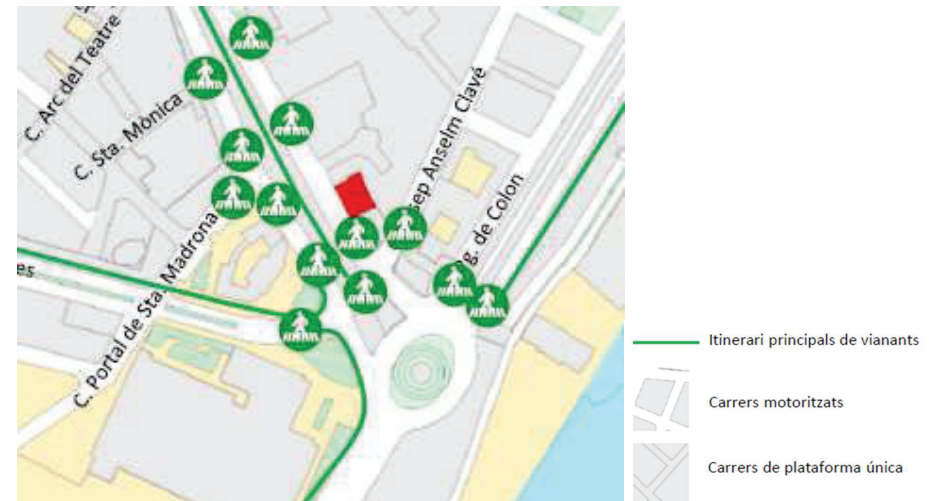 C. Arc del Teatre
C. Sta. Mònica
C. Portal de Sta. Madrona
es
sep Anselm Clavé
g. de Colon
Itinerari principals de vianants
Carrers motoritzats
Carrers de plataforma única